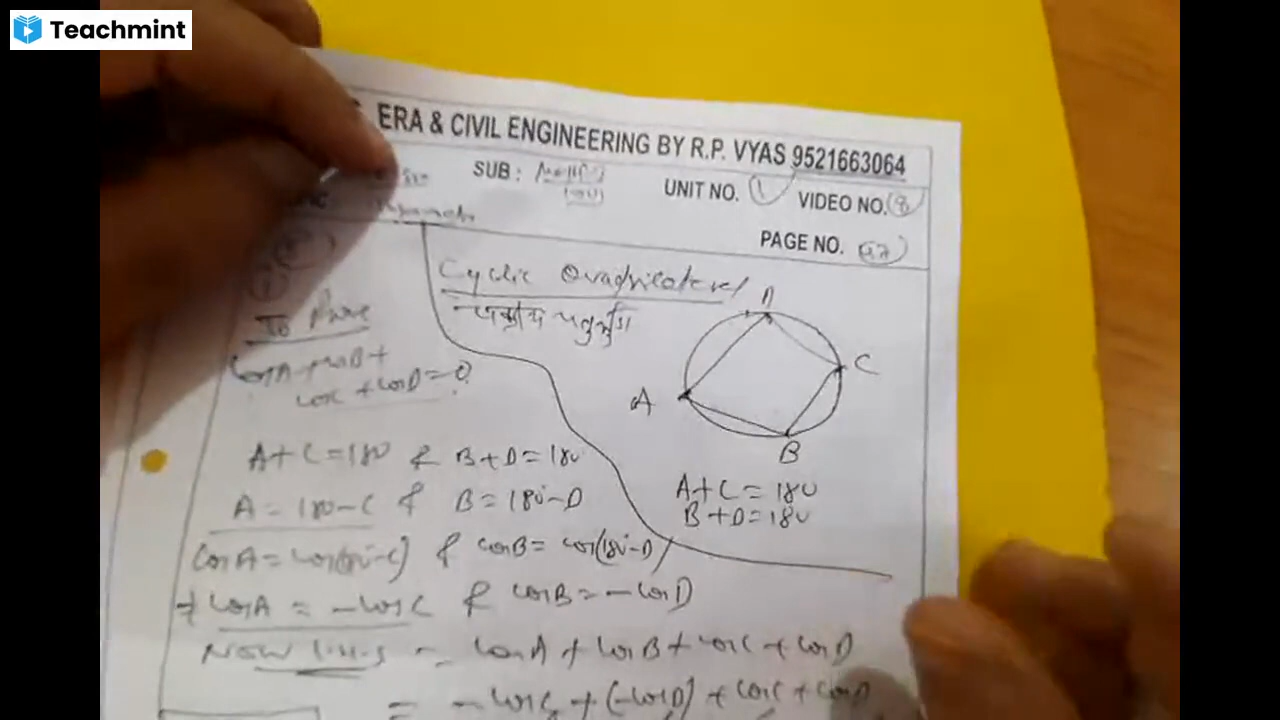 Teachmint
ERA & CIVIL ENGINEERING BY R.P. VYAS 9521663064
SUB :
UNIT NO. 1 VIDEO NO. 8
PAGE NO.
Cyclic Quadrilateral
चक्रीय चतुर्भुज
D
C
A
B
A+C = 180
B+D = 180
To Prove
cosA + cosB +
cosC + cosD = 0
A+C = 180 & B+D = 180
A = 180-C & B = 180-D
cosA = cos(180-C) & cosB = cos(180-D)
cosA = -cosC & cosB = -cosD
NOW L.H.S = cosA + cosB + cosC + cosD
= -cosC + (-cosD) + cosC + cosD